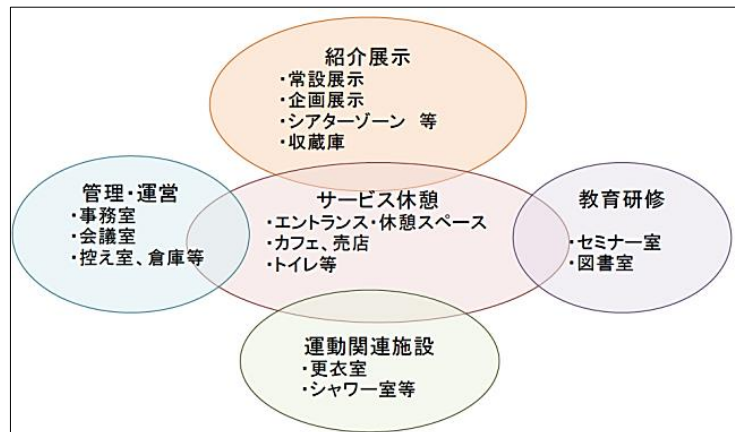 紹介展示
・常設展示
・企画展示
・シアターゾーン 等
・収蔵庫
管理・運営
・事務室
・会議室
・控え室、倉庫等
サービス休憩
・エントランス・休憩スペース
・カフェ、売店
・トイレ等
教育研修
・セミナー室
・図書室
運動関連施設
・更衣室
・シャワー室等